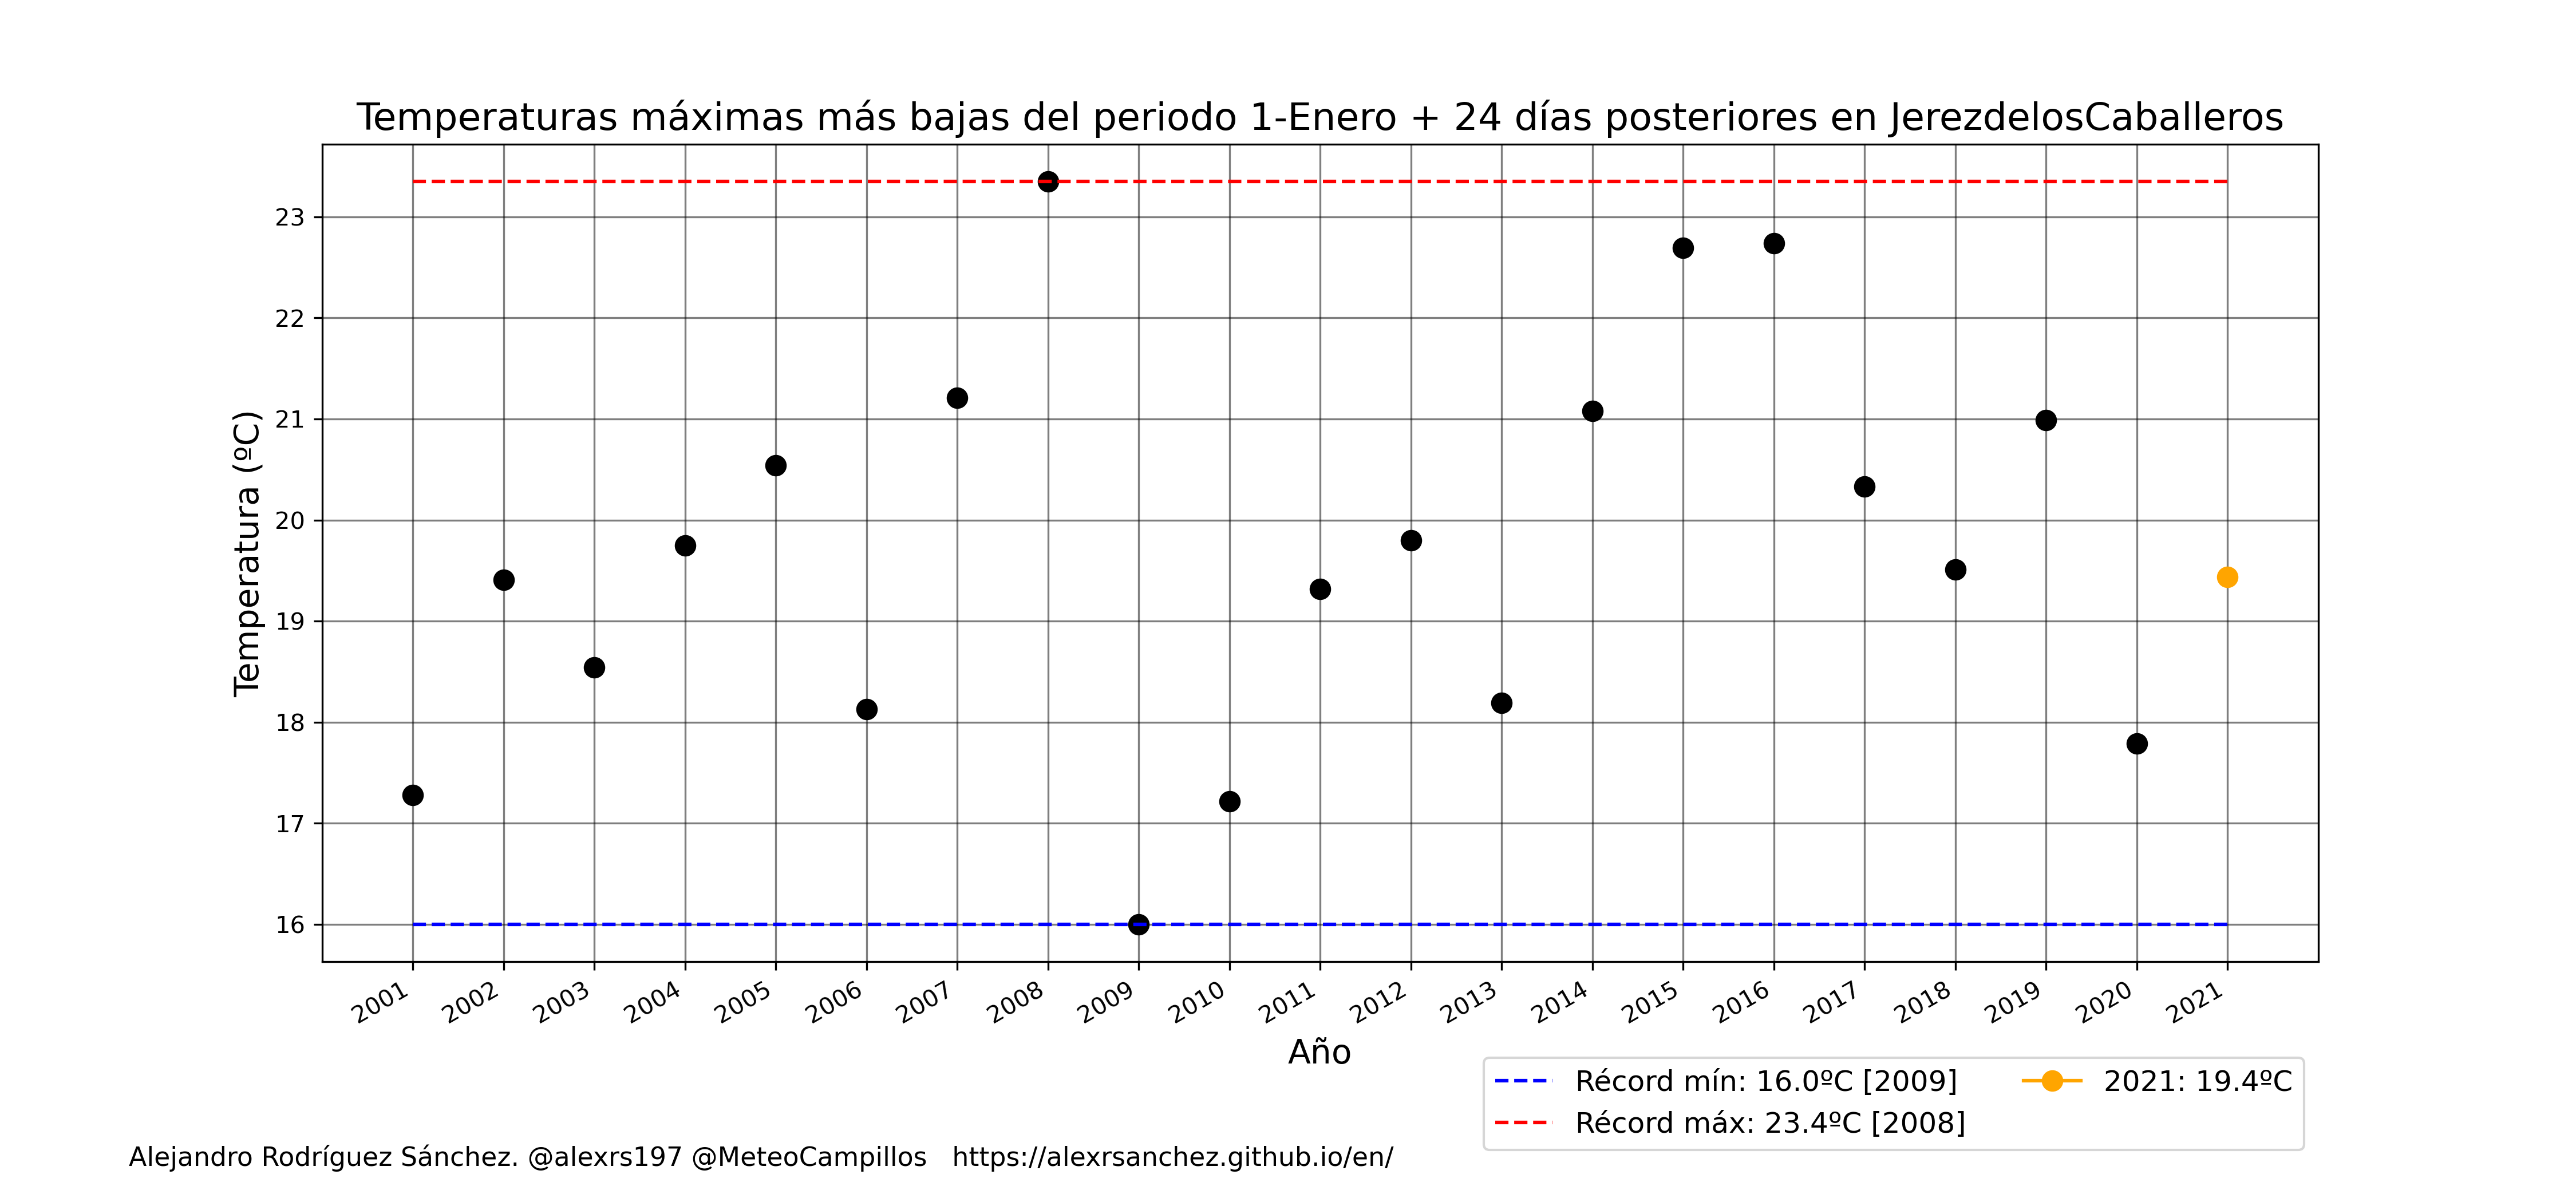 Temperaturas máximas más bajas del periodo 1-Enero + 24 días posteriores en JerezdelosCaballeros
Temperatura (ºC)
23
22
21
20
19
18
17
16
2001 2002 2003 2004 2005 2006 2007 2008 2009 2010 2011 2012 2013 2014 2015 2016 2017 2018 2019 2020 2021
Año
Récord mín: 16.0ºC [2009]
Récord máx: 23.4ºC [2008]
2021: 19.4ºC
Alejandro Rodríguez Sánchez. @alexrs197 @MeteoCampillos https://alexrsanchez.github.io/en/